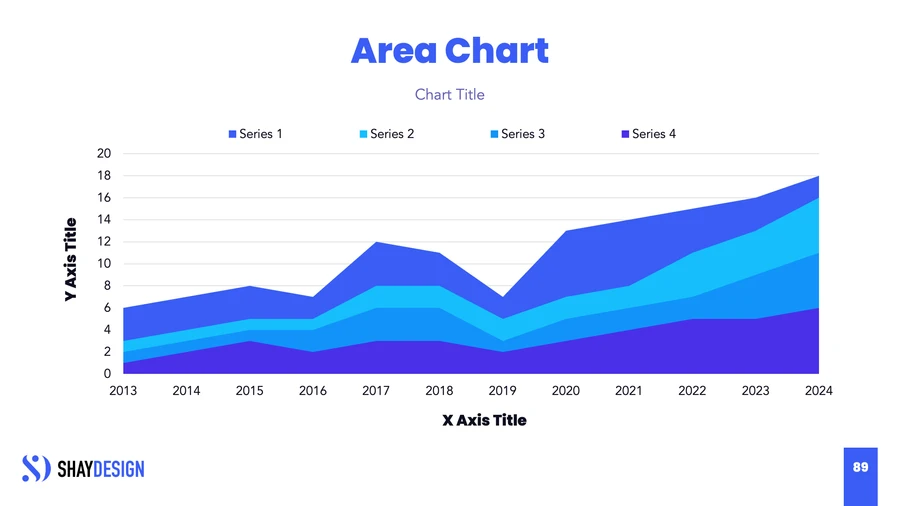 Area Chart
Chart Title
Series 1 Series 2 Series 3 Series 4
20
18
16
14
12
10
8
6
4
2
0
Y Axis Title
2013 2014 2015 2016 2017 2018 2019 2020 2021 2022 2023 2024
X Axis Title
SHAYDESIGN
89